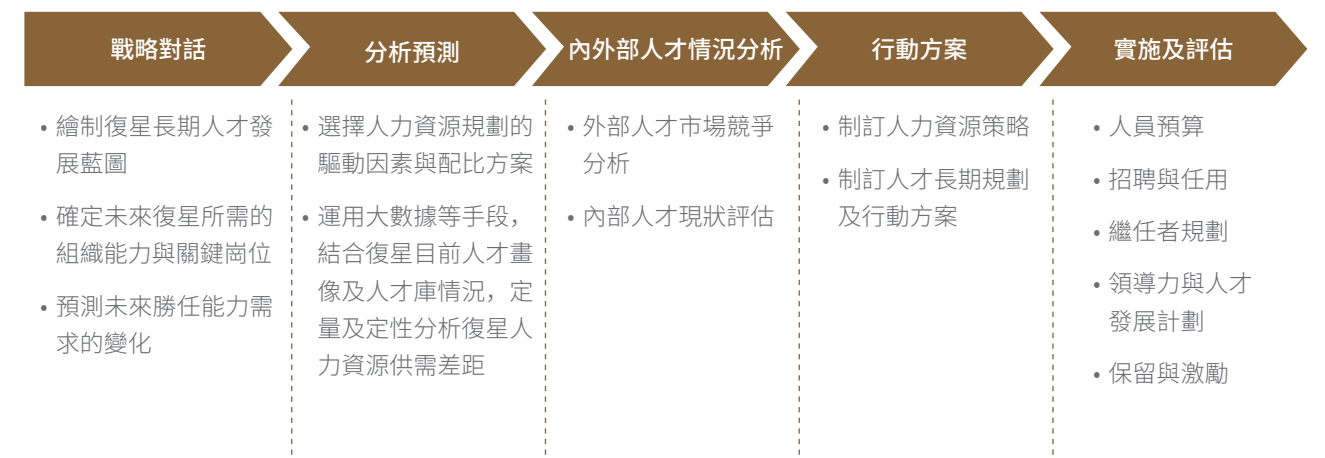 戰略對話
• 繪制復星長期人才發
展藍圖
• 確定未來復星所需的
組織能力與關鍵崗位
• 預測未來勝任能力需
求的變化
分析預測
• 選擇人力資源規劃的
驅動因素與配比方案
• 運用大數據等手段，
結合復星目前人才畫
像及人才庫情況，定
量及定性分析復星人
力資源供需差距
內外部人才情況分析
• 外部人才市場競爭
分析
• 內部人才現狀評估
行動方案
• 制訂人力資源策略
• 制訂人才長期規劃
及行動方案
實施及評估
• 人員預算
• 招聘與任用
• 繼任者規劃
• 領導力與人才
發展計劃
• 保留與激勵